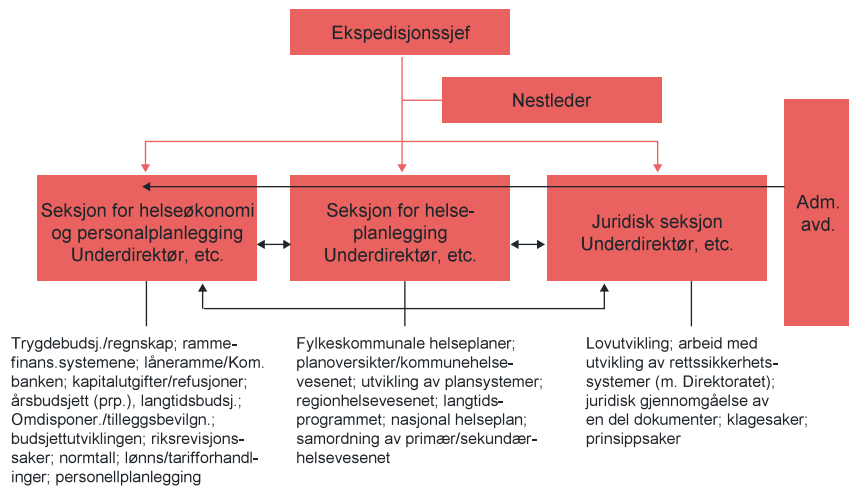 Ekspedisjonssjef
Nestleder
Seksjon for helseøkonomi
og personalplanlegging
Underdirektør, etc.
Seksjon for helse-
planlegging
Underdirektør, etc.
Juridisk seksjon
Underdirektør, etc.
Adm.
avd.
Trygdebudsj./regnskap; ramme-
finans.systemene; låneramme/Kom.
banken; kapitalutgifter/refusjoner;
årsbudsjett (prp.), langtidsbudsj.;
Omdisponer./tilleggsbevilgn.;
budsjettutviklingen; riksrevisjons-
saker; normtall; lønns/tarifforhandl-
inger; personellplanlegging
Fylkeskommunale helseplaner;
planoversikter/kommunehelse-
vesenet; utvikling av plansystemer;
regionhelsevesenet; langtids-
programmet; nasjonal helseplan;
samordning av primær/sekundær-
helsevesenet
Lovutvikling; arbeid med
utvikling av rettssikkerhets-
systemer (m. Direktoratet);
juridisk gjennomgåelse av
en del dokumenter; klagesaker;
prinsippsaker